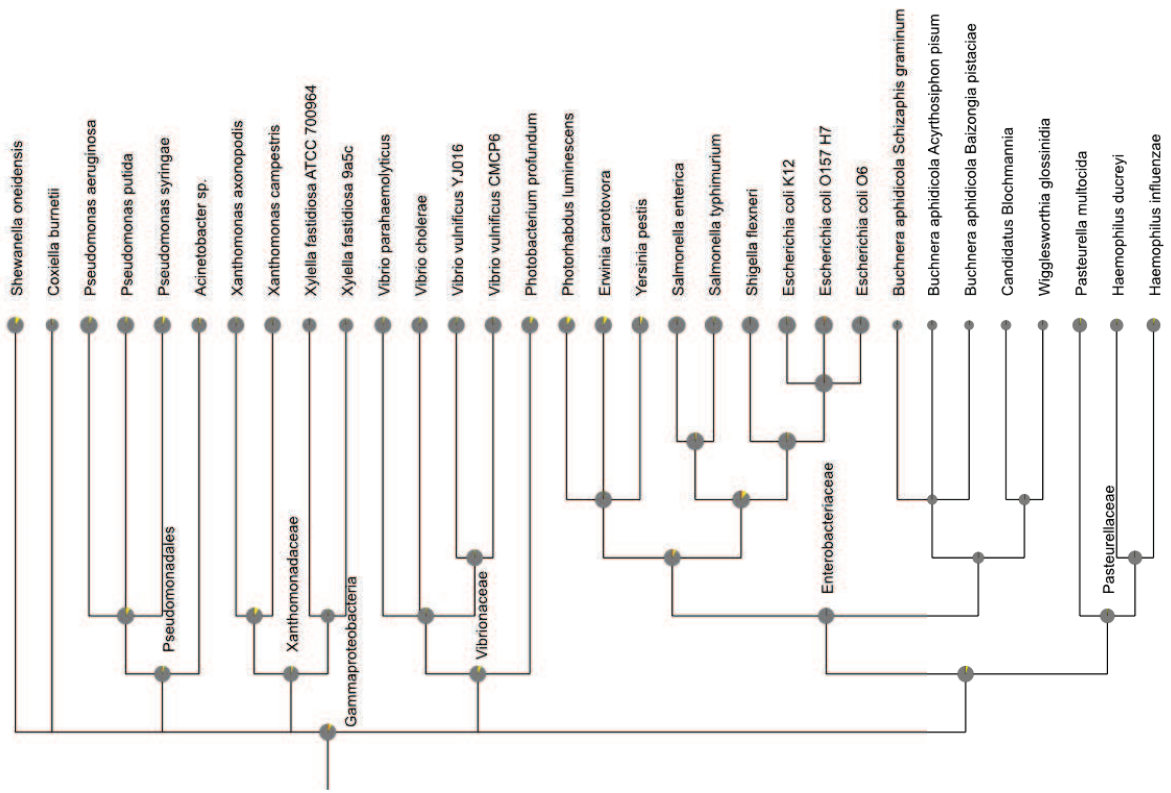 Shewanella oneidensis
Coxiella burnetii
Pseudomonas aeruginosa
Pseudomonas putida
Pseudomonas syringae
Acinetobacter sp.
Xanthomonas axonopodis
Xanthomonas campestris
Xylella fastidiosa ATCC 700964
Xylella fastidiosa 9a5c
Vibrio parahaemolyticus
Vibrio cholerae
Vibrio vulnificus YJ016
Vibrio vulnificus CMCP6
Photobacterium profundum
Photorhabdus luminescens
Erwinia carotovora
Yersinia pestis
Salmonella enterica
Salmonella typhimurium
Shigella flexneri
Escherichia coli K12
Escherichia coli O157 H7
Escherichia coli O6
Buchnera aphidicola Schizaphis graminum
Buchnera aphidicola Acyrthosiphon pisum
Buchnera aphidicola Baizongia pistaciae
Candidatus Blochmannia
Wigglesworthia glossinidia
Pasteurella multocida
Haemophilus ducreyi
Haemophilus influenzae
Pseudomonadales
Xanthomonadaceae
Gammaproteobacteria
Vibrionaceae
Enterobacteriaceae
Pasteurellaceae